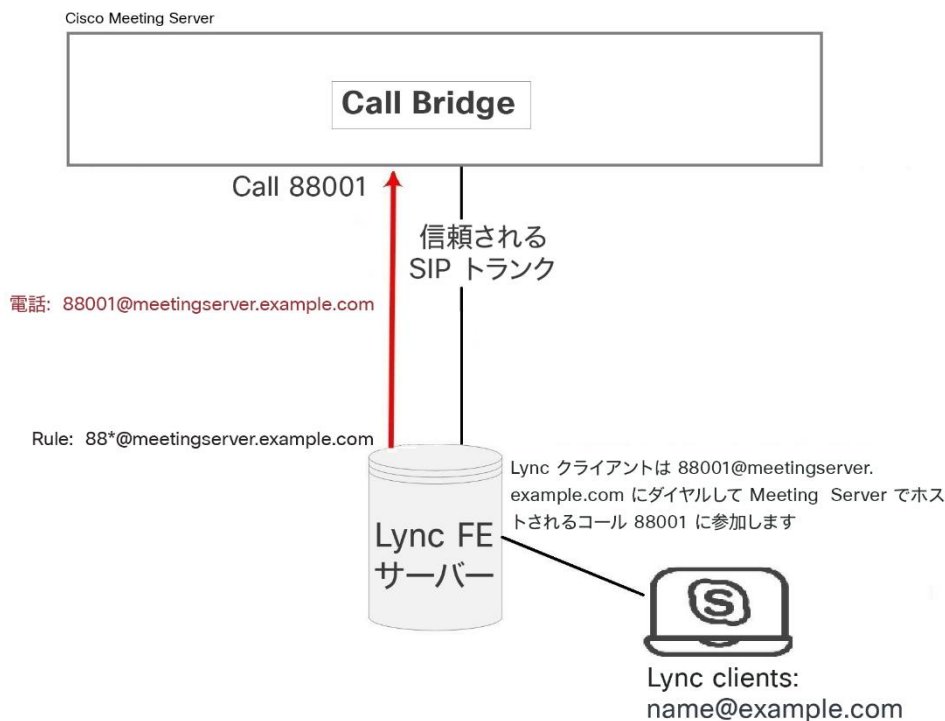 Cisco Meeting Server
Call Bridge
Call 88001
信頼される
SIP トランク
電話: 88001@meetingserver.example.com
Rule: 88*@meetingserver.example.com
Lync クライアントは 88001@meetingserver.
example.com にダイヤルして Meeting Server でホス
トされるコール 88001 に参加します
Lync FE
サーバー
S
Lync clients:
name@example.com